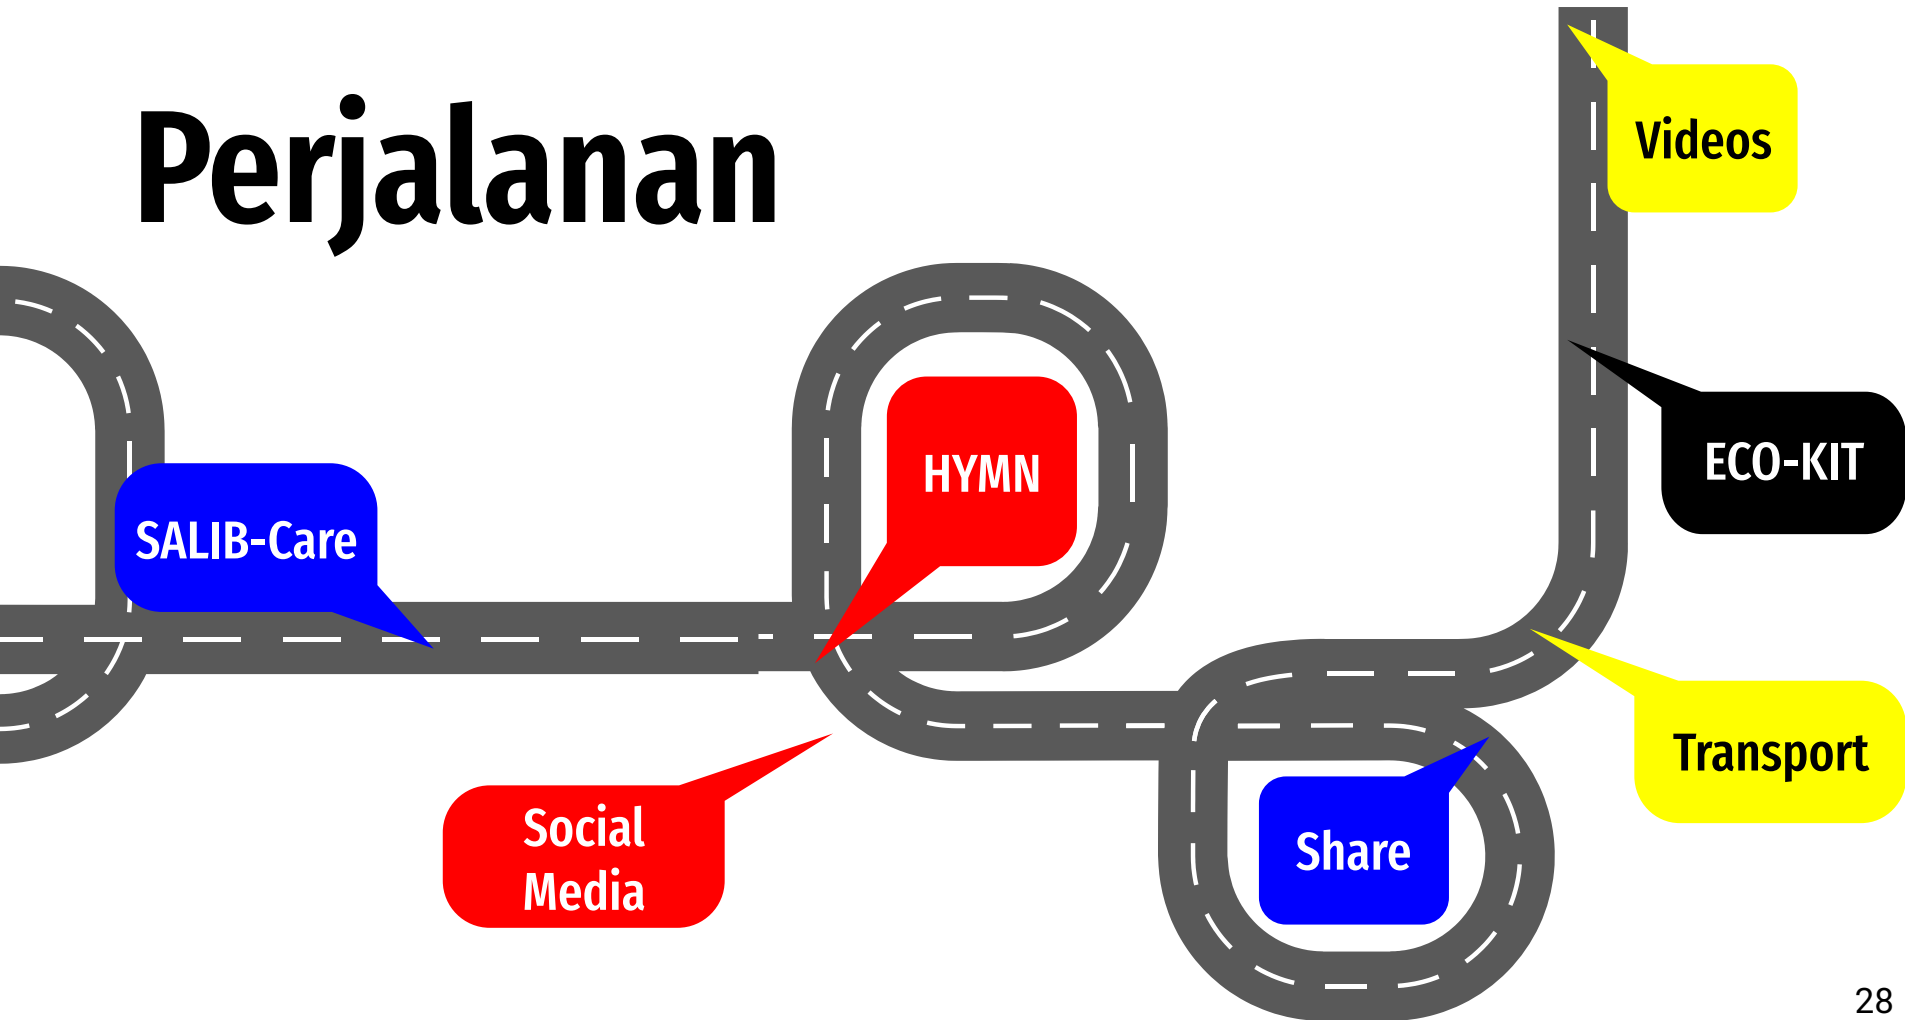 Perjalanan
Videos
HYMN
ECO-KIT
SALIB-Care
Transport
Social
Media
Share
28